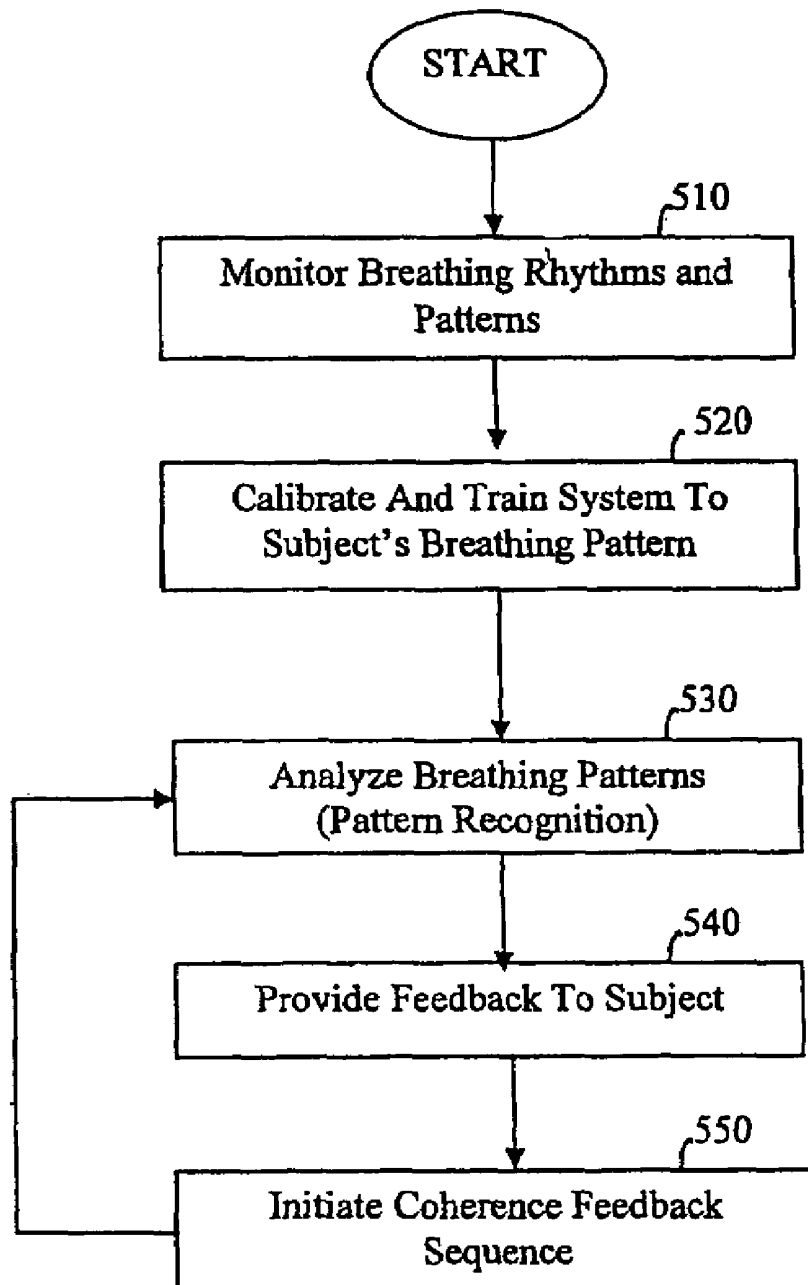 START
510
Monitor Breathing Rhythms and
Patterns
520
Calibrate And Train System To
Subject's Breathing Pattern
530
Analyze Breathing Patterns
(Pattern Recognition)
540
Provide Feedback To Subject
550
Initiate Coherence Feedback
Sequence